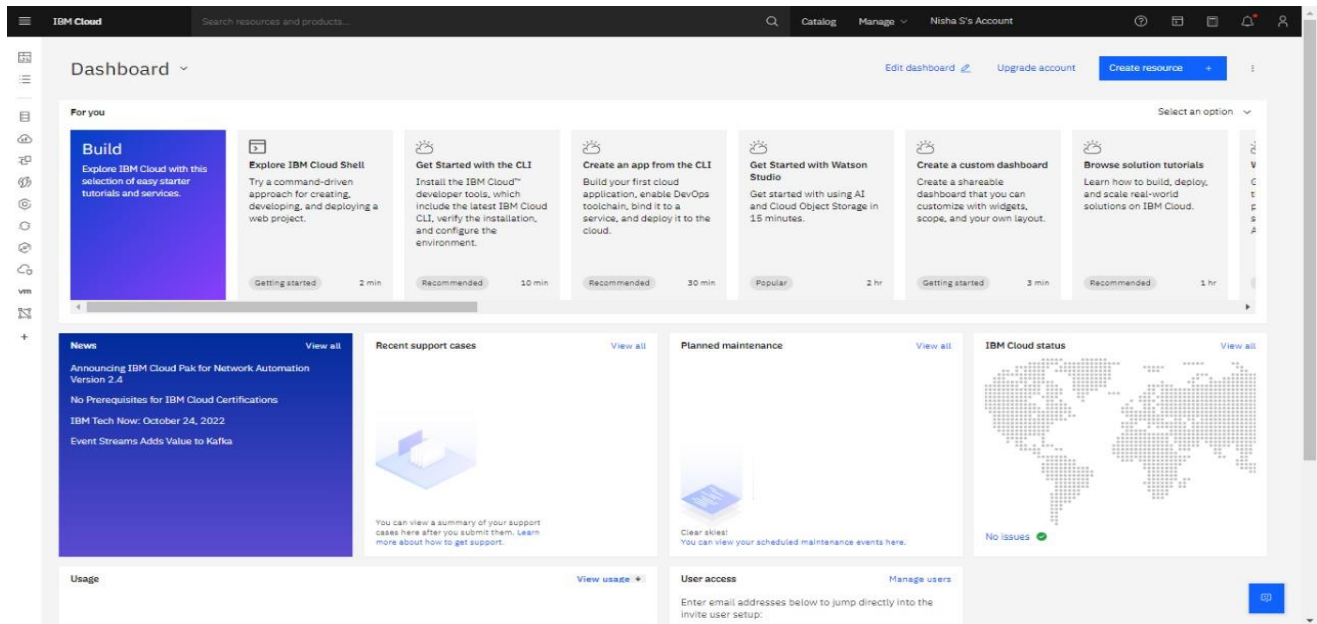 IBM Cloud
Search resources and products...
Catalog
Manage
Nisha S's Account
Dashboard
Edit dashboard
Upgrade account
Create resource +
For you
Select an option
Build
Explore IBM Cloud with this
selection of easy starter
tutorials and services.
Explore IBM Cloud Shell
Try a command-driven
approach for creating,
developing, and deploying a
web project.
Getting started
2 min
Get Started with the CLI
Install the IBM Cloud™
developer tools, which
include the latest IBM Cloud
CLI, verify the installation,
and configure the
environment.
Recommended
10 min
Create an app from the CLI
Build your first cloud
application, enable DevOps
toolchain, bind it to a
service, and deploy it to the
cloud.
Recommended
30 min
Get Started with Watson
Studio
Get started with using AI
and Cloud Object Storage in
15 minutes.
Popular
2 hr
Create a custom dashboard
Create a shareable
dashboard that you can
customize with widgets,
scope, and your own layout.
Getting started
3 min
Browse solution tutorials
Learn how to build, deploy,
and scale real-world
solutions on IBM Cloud.
Recommended
1 hr
vm
News
View all
Announcing IBM Cloud Pak for Network Automation
Version 2.4
No Prerequisites for IBM Cloud Certifications
IBM Tech Now: October 24, 2022
Event Streams Adds Value to Kafka
Recent support cases
View all
You can view a summary of your support
cases here after you submit them. Learn
more about how to get support.
Planned maintenance
View all
Clear skies!
You can view your scheduled maintenance events here.
IBM Cloud status
View all
No issues
Usage
View usage
User access
Manage users
Enter email addresses below to jump directly into the
invite user setup: